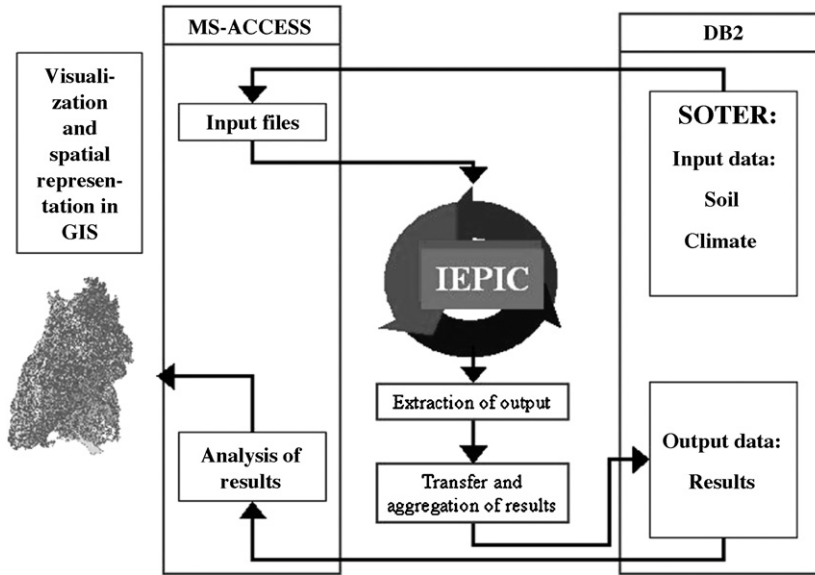 MS-ACCESS
DB2
Visuali-
zation
and
spatial
represen-
tation in
GIS
Input files
SOTER:
Input data:
Soil
Climate
IEPIC
Extraction of output
Analysis of
results
Transfer and
aggregation of results
Output data:
Results